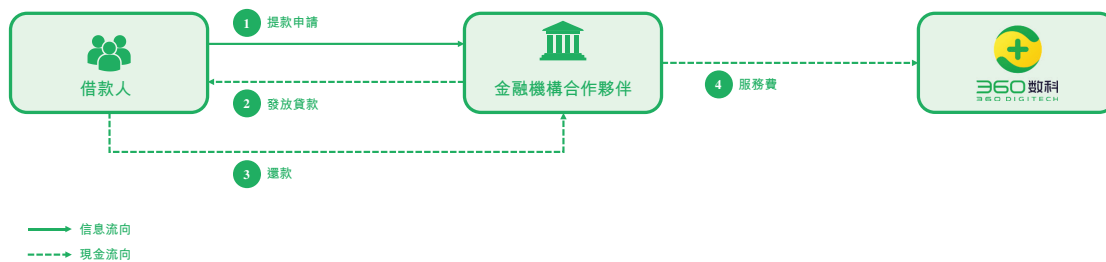 1 提款申請
借款人
金融機構合作夥伴
2 發放貸款
4 服務費
360数科
360 DIGITECH
3 還款
信息流向
現金流向